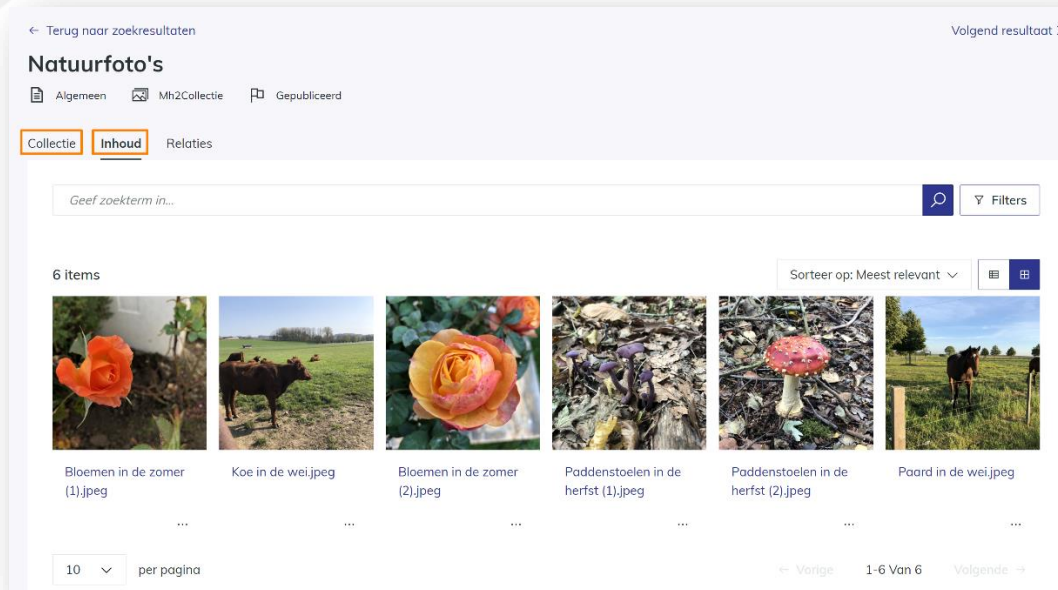 ← Terug naar zoekresultaten
Volgend resultaat
Natuurfoto's
Algemeen Mh2Collectie Gepubliceerd
Collectie Inhoud Relaties
Geef zoekterm in...
Filters
6 items
Sorteer op: Meest relevant
Bloemen in de zomer (1).jpeg
Koe in de wei.jpeg
Bloemen in de zomer (2).jpeg
Paddenstoelen in de herfst (1).jpeg
Paddenstoelen in de herfst (2).jpeg
Paard in de wei.jpeg
... ... ... ... ... ...
10 per pagina
← Vorige 1-6 Van 6 Volgende →